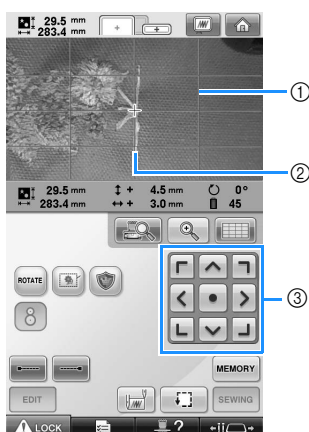 29.5 mm
283.4 mm
①
②
29.5 mm ↕ + 4.5 mm 0°
283.4 mm ↔ + 3.0 mm 45
③
ROTATE
8
MEMORY
EDIT
SEWING
LOCK ?